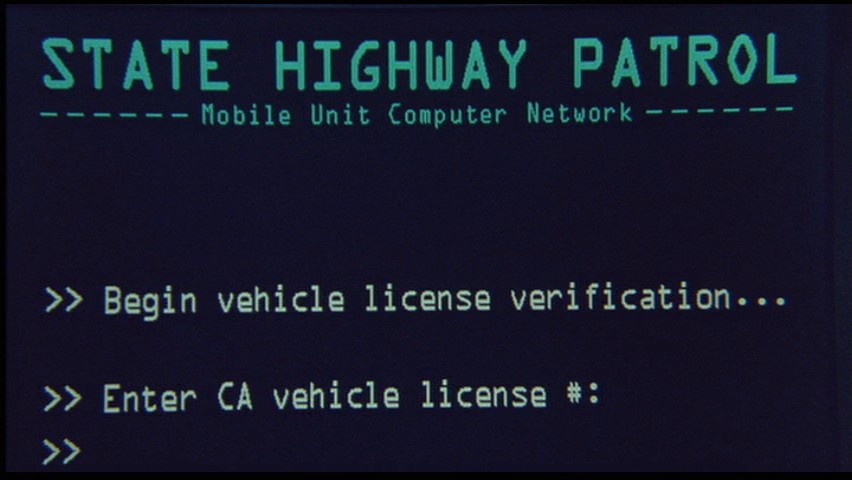 STATE HIGHWAY PATROL
------ Mobile Unit Computer Network ------
>> Begin vehicle license verification...
>> Enter CA vehicle license #:
>>